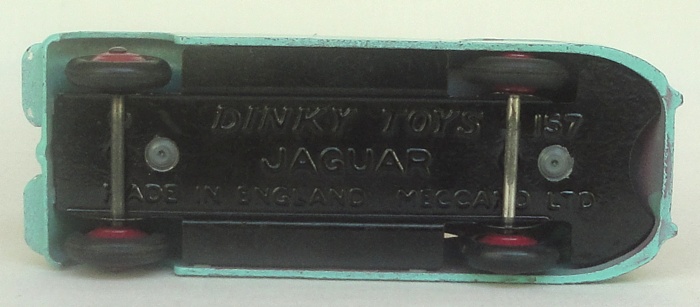 DINKY TOYS 157
JAGUAR
MADE IN ENGLAND MECCANO LTD